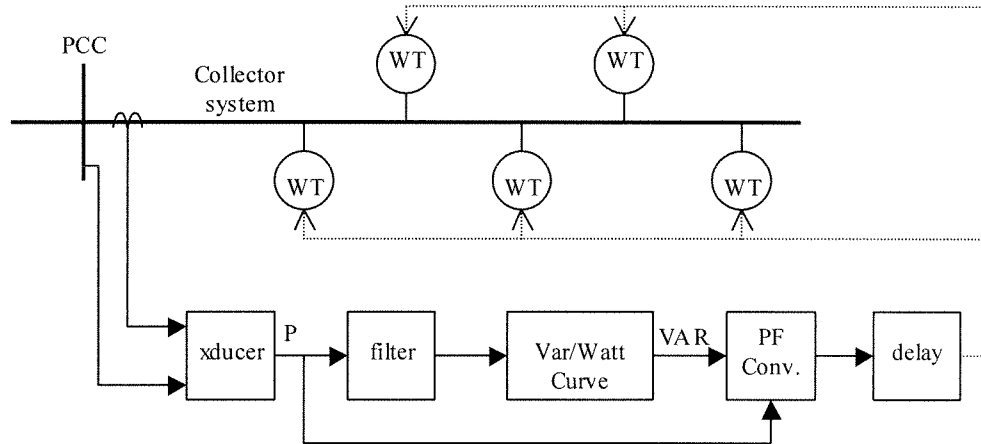 WT
WT
PCC
Collector
system
WT
WT
WT
P
VAR
xducer
filter
Var/Watt
Curve
PF
Conv.
delay